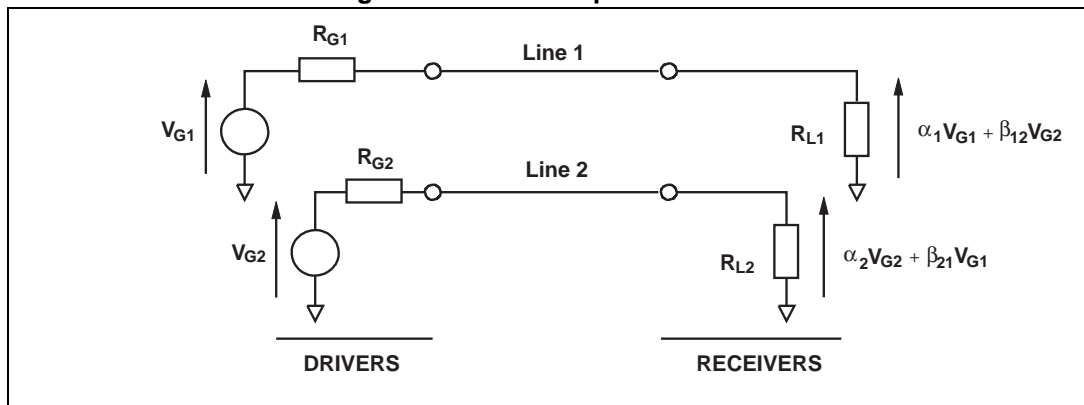 R_G1
Line 1
V_G1
R_L1
α_1V_G1 + β_12V_G2
R_G2
Line 2
V_G2
R_L2
α_2V_G2 + β_21V_G1
DRIVERS
RECEIVERS